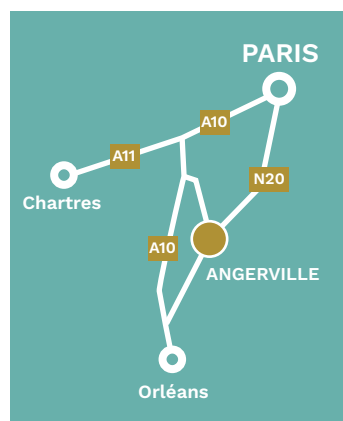 PARIS
A10
A11
N20
Chartres
A10
ANGERVILLE
Orléans